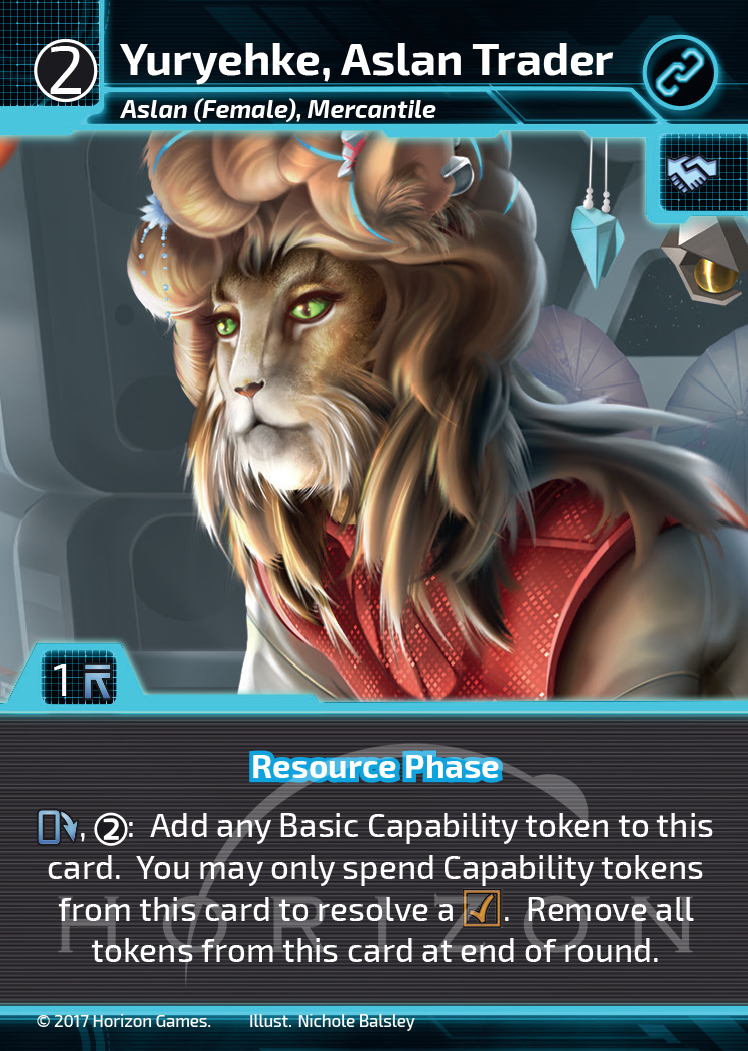 2
Yuryehke, Aslan Trader
Aslan (Female), Mercantile
1
Resource Phase
, 2: Add any Basic Capability token to this
card. You may only spend Capability tokens
from this card to resolve a . Remove all
tokens from this card at end of round.
HORIZON
© 2017 Horizon Games. Illust. Nichole Balsley